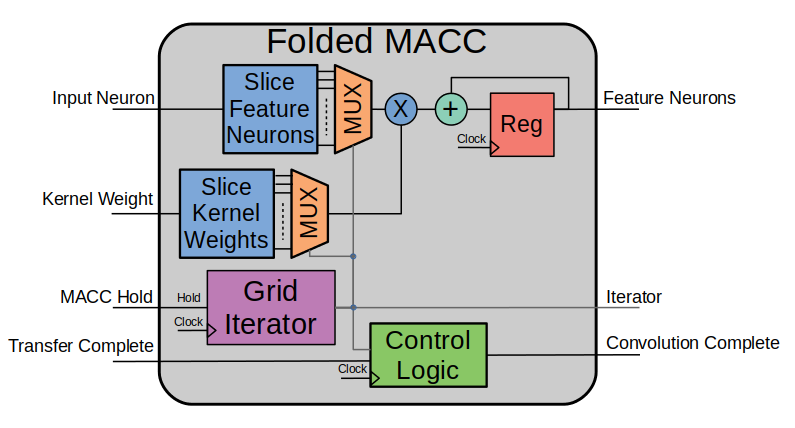 Folded MACC
Input Neuron
Slice
Feature
Neurons
MUX
X
+
Clock
Reg
Feature Neurons
Kernel Weight
Slice
Kernel
Weights
MUX
MACC Hold
Hold
Clock
Grid
Iterator
Iterator
Transfer Complete
Clock
Control
Logic
Convolution Complete